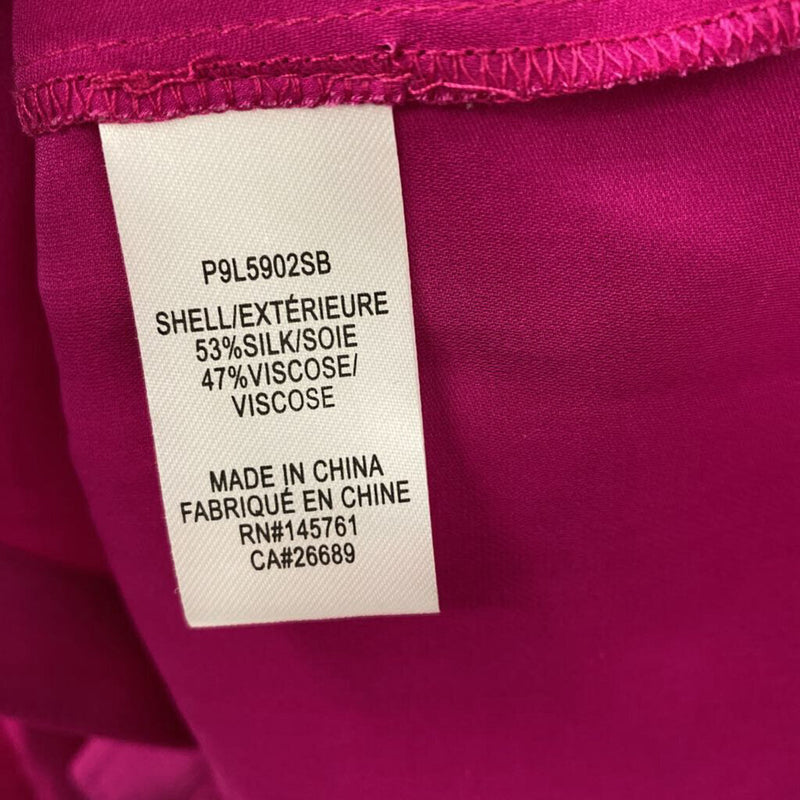 P9L5902SB
SHELL/EXTÉRIEURE
53%SILK/SOIE
47%VISCOSE/
VISCOSE
MADE IN CHINA
FABRIQUÉ EN CHINE
RN#145761
CA#26689